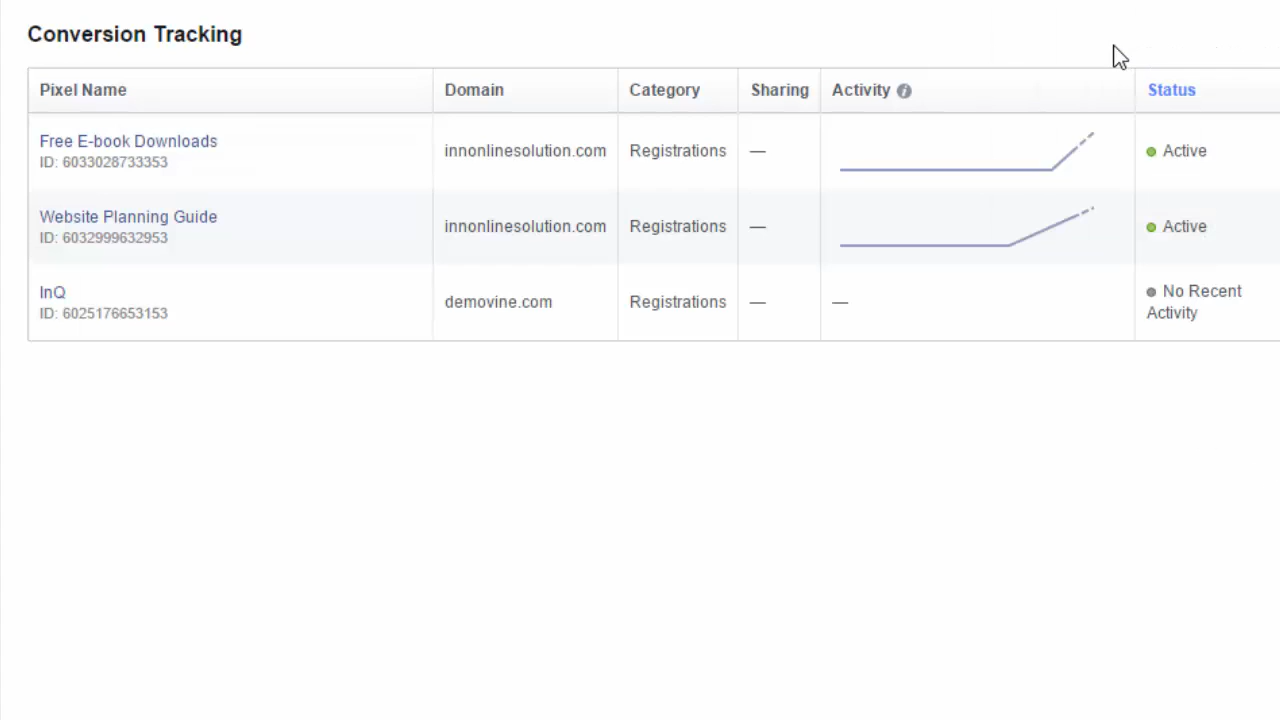 Conversion Tracking
Pixel Name Domain Category Sharing Activity Status
Free E-book Downloads
ID: 6033028733353
innonlinesolution.com Registrations — Active
Website Planning Guide
ID: 6032999632953
innonlinesolution.com Registrations — Active
InQ
ID: 6025176653153
demovine.com Registrations — — No Recent
Activity